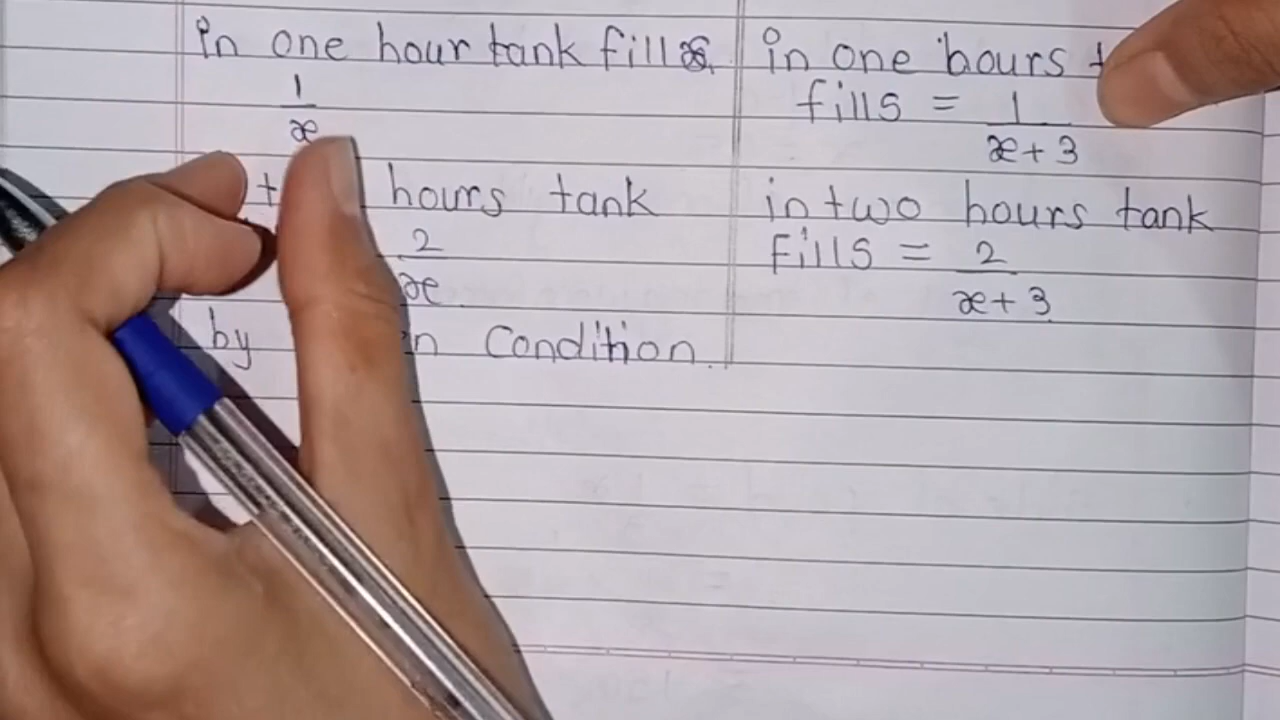 in one hour tank fills
1
x
hours tank
2
x
by condition.
in one hours t
fills = 1
x + 3
in two hours tank
Fills = 2
x + 3